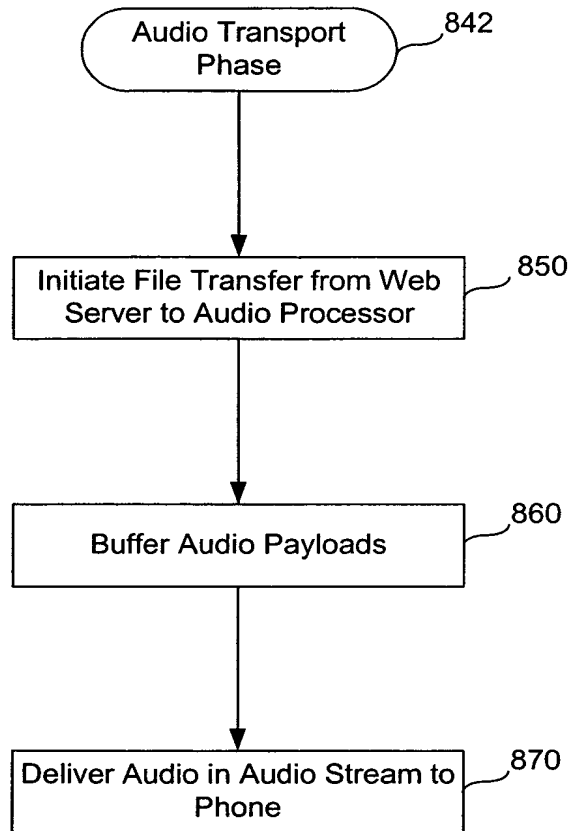 Audio Transport
Phase
842
Initiate File Transfer from Web
Server to Audio Processor
850
Buffer Audio Payloads
860
Deliver Audio in Audio Stream to
Phone
870